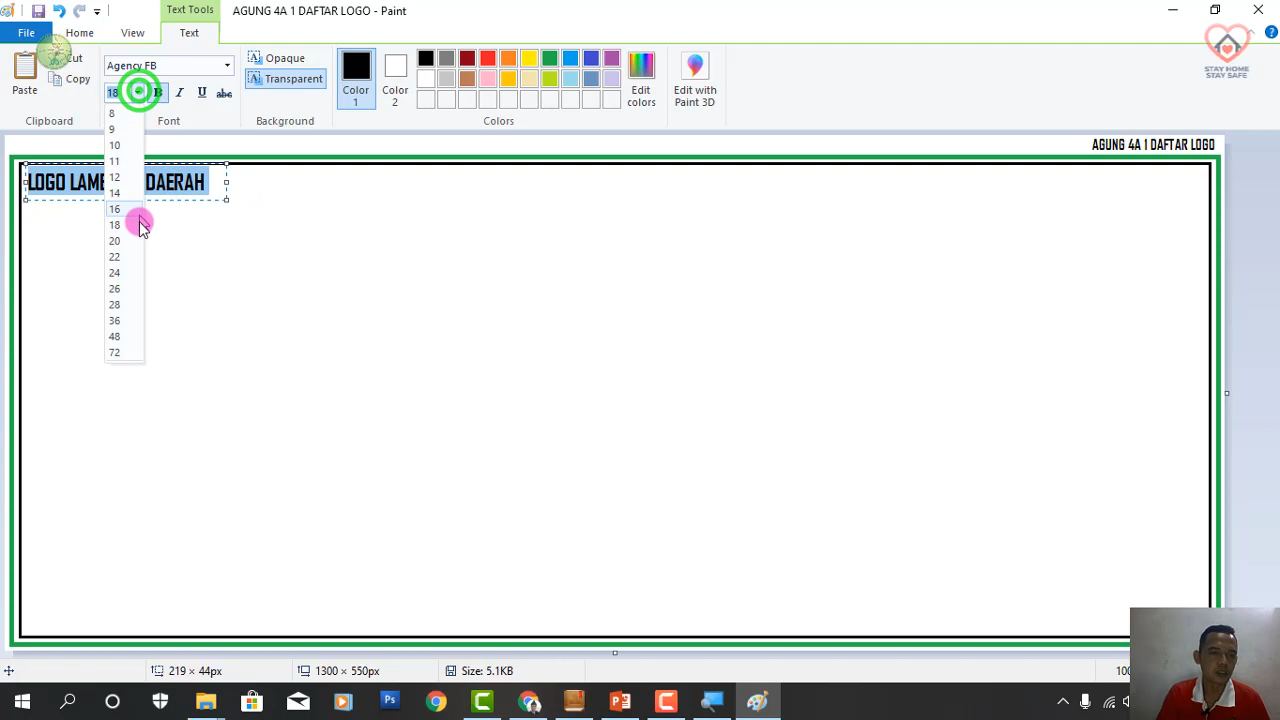 Text Tools
AGUNG 4A 1 DAFTAR LOGO - Paint
File
Home
View
Text
Paste
Cut
Copy
Clipboard
Agency FB
18
B I U abc
Font
8
9
10
11
12
14
16
18
20
22
24
26
28
36
48
72
Opaque
Transparent
Background
Color 1
Color 2
Edit colors
Edit with Paint 3D
Colors
STAY HOME
STAY SAFE
AGUNG 4A 1 DAFTAR LOGO
LOGO DAERAH
219 × 44px
1300 × 550px
Size: 5.1KB
Ps